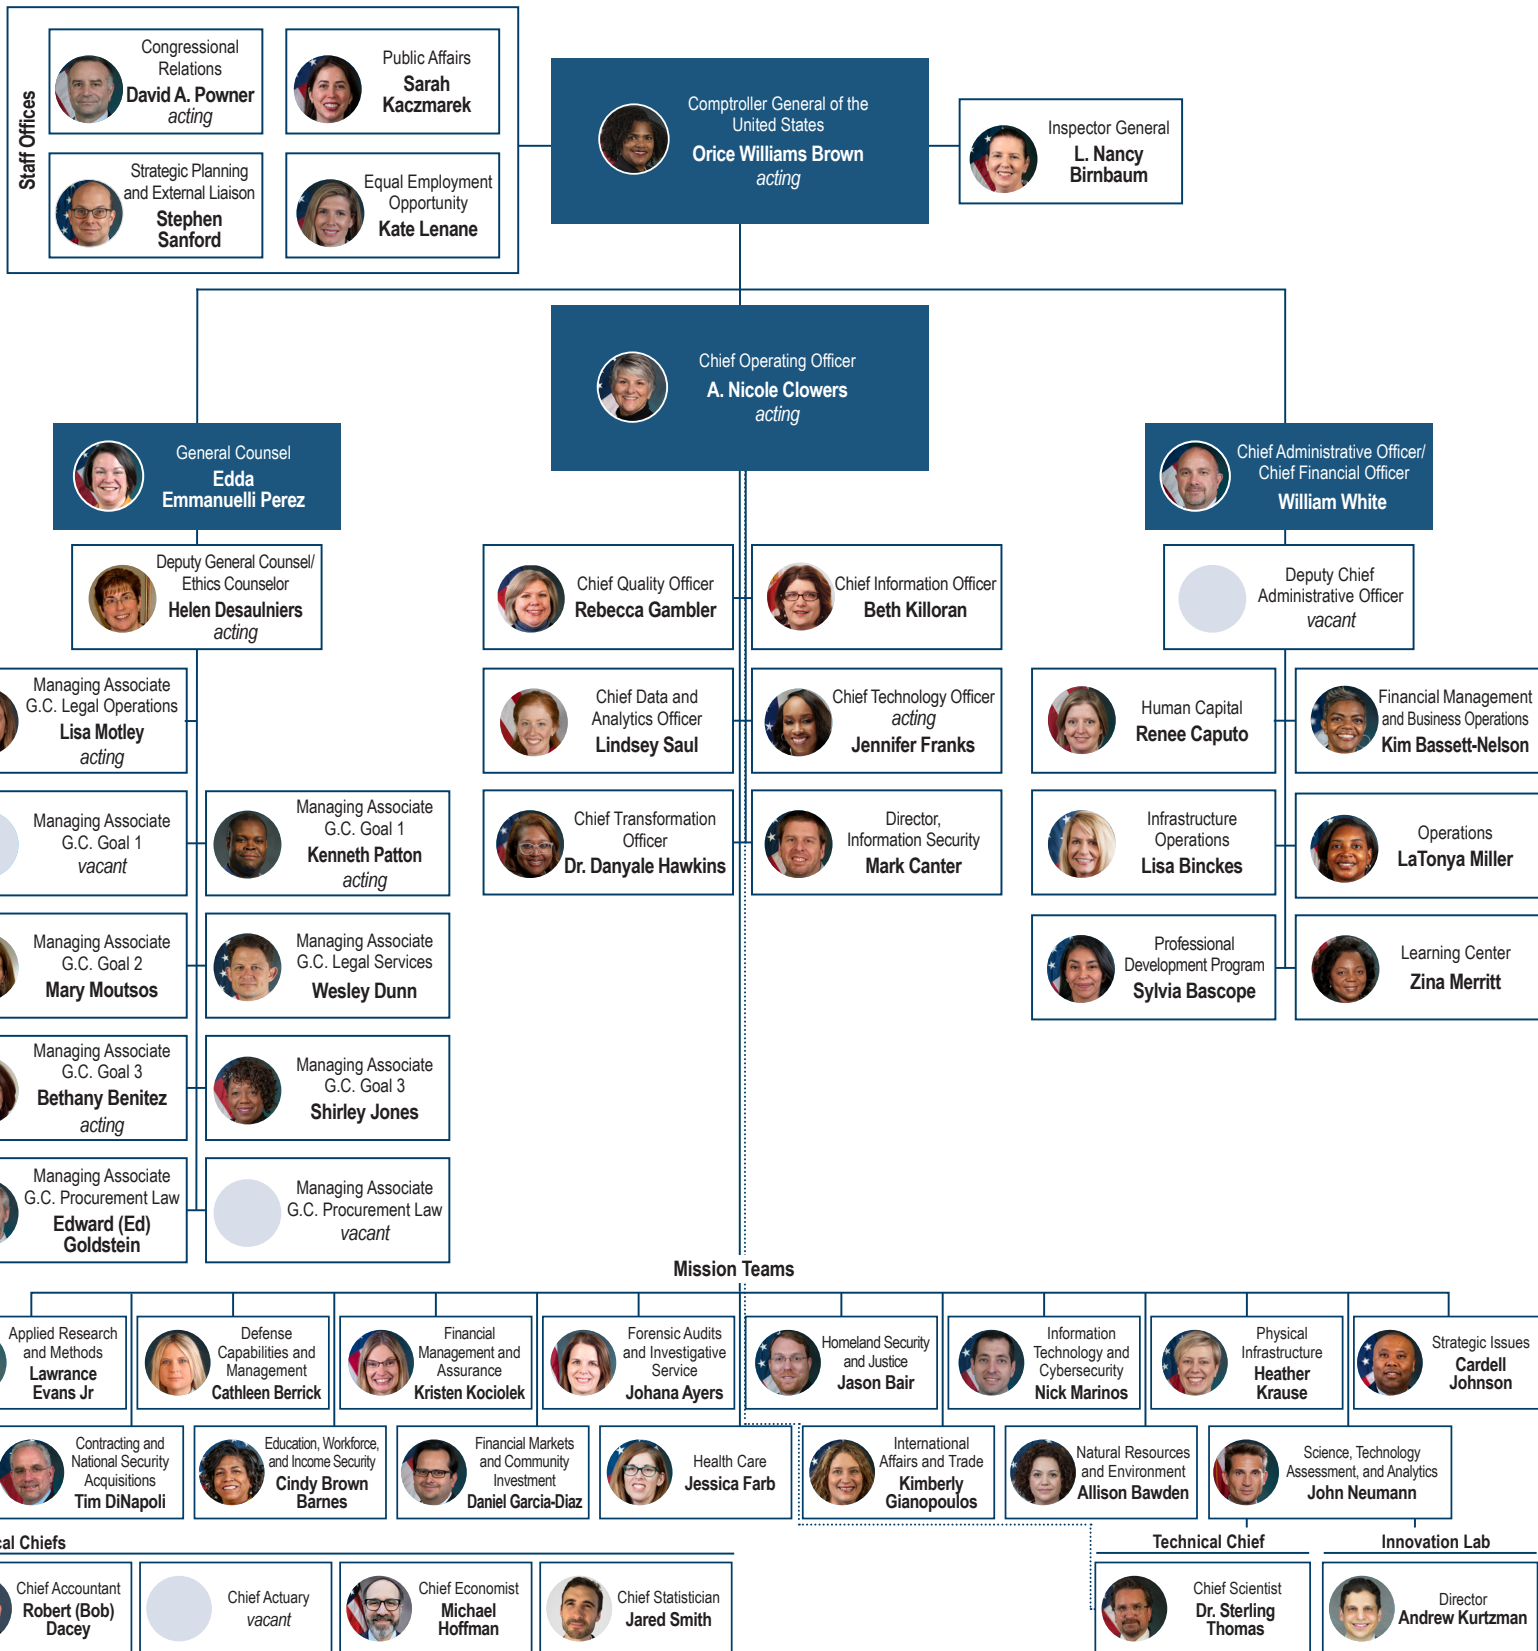 Staff Offices
Congressional
Relations
David A. Powner
acting
Public Affairs
Sarah
Kaczmarek
Strategic Planning
and External Liaison
Stephen
Sanford
Equal Employment
Opportunity
Kate Lenane
Comptroller General of the
United States
Orice Williams Brown
acting
Inspector General
L. Nancy
Birnbaum
Chief Operating Officer
A. Nicole Clowers
acting
General Counsel
Edda
Emmanuelli Perez
Chief Administrative Officer/
Chief Financial Officer
William White
Deputy General Counsel/
Ethics Counselor
Helen Desaulniers
acting
Managing Associate
G.C. Legal Operations
Lisa Motley
acting
Managing Associate
G.C. Goal 1
vacant
Managing Associate
G.C. Goal 1
Kenneth Patton
acting
Managing Associate
G.C. Goal 2
Mary Moutsos
Managing Associate
G.C. Legal Services
Wesley Dunn
Managing Associate
G.C. Goal 3
Bethany Benitez
acting
Managing Associate
G.C. Goal 3
Shirley Jones
Managing Associate
G.C. Procurement Law
Edward (Ed)
Goldstein
Managing Associate
G.C. Procurement Law
vacant
Chief Quality Officer
Rebecca Gambler
Chief Information Officer
Beth Killoran
Chief Data and
Analytics Officer
Lindsey Saul
Chief Technology Officer
acting
Jennifer Franks
Chief Transformation
Officer
Dr. Danyale Hawkins
Director,
Information Security
Mark Canter
Deputy Chief
Administrative Officer
vacant
Human Capital
Renee Caputo
Financial Management
and Business Operations
Kim Bassett-Nelson
Infrastructure
Operations
Lisa Binckes
Operations
LaTonya Miller
Professional
Development Program
Sylvia Bascope
Learning Center
Zina Merritt
Mission Teams
Applied Research
and Methods
Lawrance
Evans Jr
Defense
Capabilities and
Management
Cathleen Berrick
Financial
Management and
Assurance
Kristen Kociolek
Forensic Audits
and Investigative
Service
Johana Ayers
Homeland Security
and Justice
Jason Bair
Information
Technology and
Cybersecurity
Nick Marinos
Physical
Infrastructure
Heather
Krause
Strategic Issues
Cardell
Johnson
Contracting and
National Security
Acquisitions
Tim DiNapoli
Education, Workforce,
and Income Security
Cindy Brown
Barnes
Financial Markets
and Community
Investment
Daniel Garcia-Diaz
Health Care
Jessica Farb
International
Affairs and Trade
Kimberly
Gianopoulos
Natural Resources
and Environment
Allison Bawden
Science, Technology
Assessment, and Analytics
John Neumann
cal Chiefs
Chief Accountant
Robert (Bob)
Dacey
Chief Actuary
vacant
Chief Economist
Michael
Hoffman
Chief Statistician
Jared Smith
Technical Chief
Chief Scientist
Dr. Sterling
Thomas
Innovation Lab
Director
Andrew Kurtzman